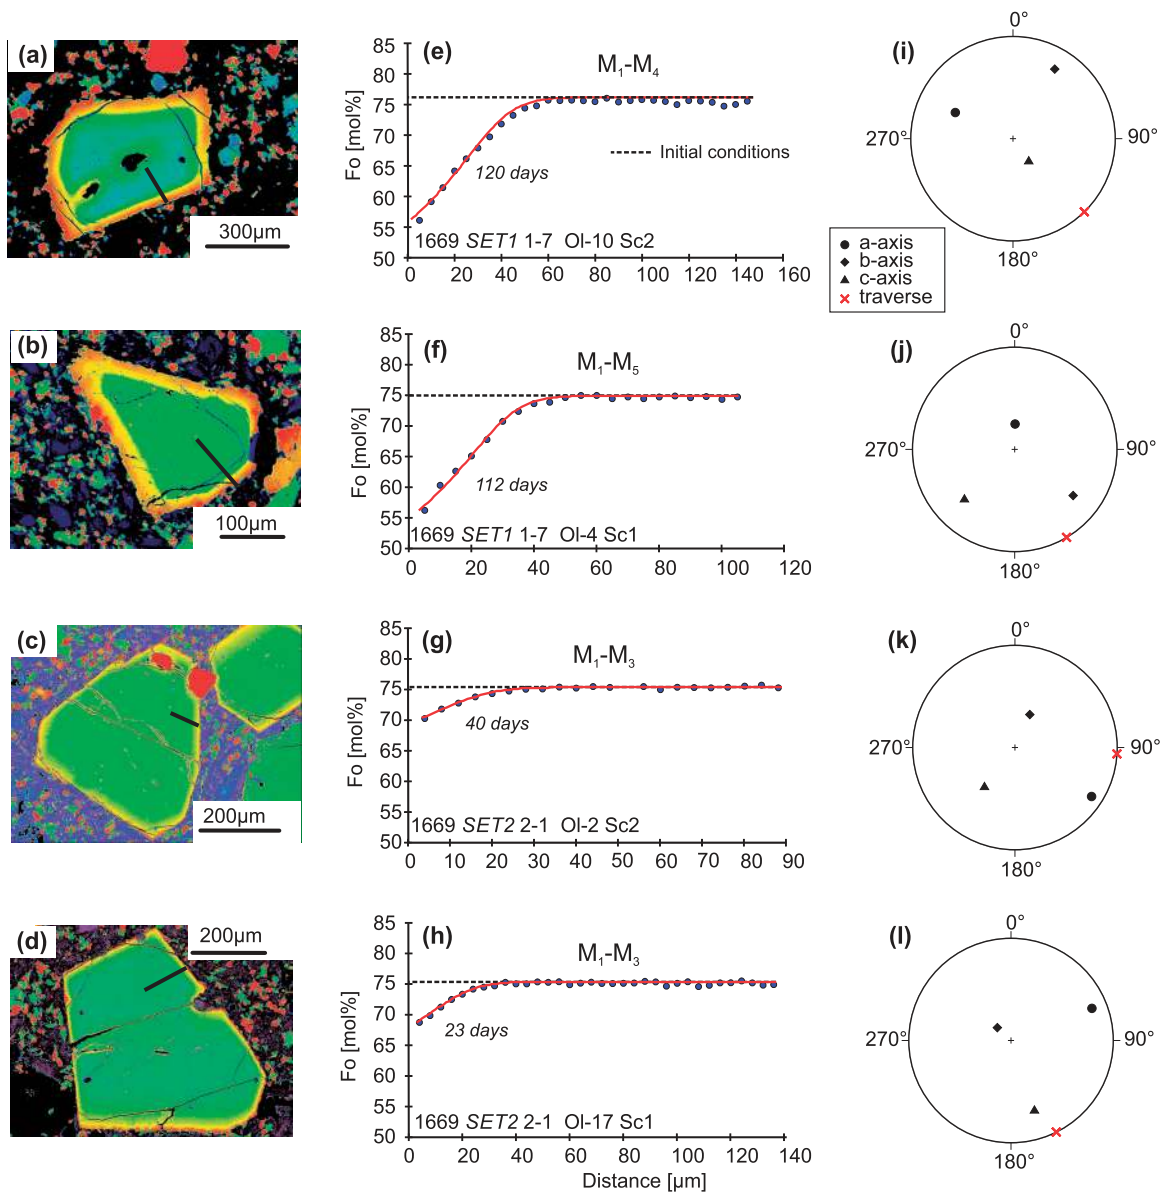 (a)
300µm
(e)
85
80
75
70
65
60
55
50
Fo [mol%]
M1-M4
Initial conditions
120 days
1669 SET1 1-7 Ol-10 Sc2
0 20 40 60 80 100 120 140 160
(i)
0°
270°
90°
180°
a-axis
b-axis
c-axis
traverse
(b)
100µm
(f)
85
80
75
70
65
60
55
50
Fo [mol%]
M1-M5
112 days
1669 SET1 1-7 Ol-4 Sc1
0 20 40 60 80 100 120
(j)
0°
270°
90°
180°
(c)
200µm
(g)
85
80
75
70
65
60
55
50
Fo [mol%]
M1-M3
40 days
1669 SET2 2-1 Ol-2 Sc2
0 10 20 30 40 50 60 70 80 90
(k)
0°
270°
90°
180°
(d)
200µm
(h)
85
80
75
70
65
60
55
50
Fo [mol%]
M1-M3
23 days
1669 SET2 2-1 Ol-17 Sc1
0 20 40 60 80 100 120 140
Distance [µm]
(l)
0°
270°
90°
180°